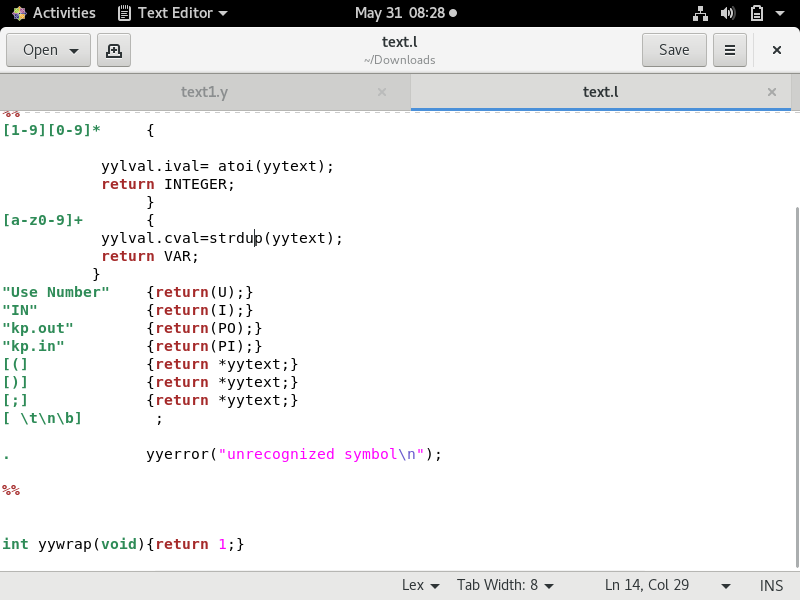 Activities Text Editor May 31 08:28
Open text.l Save
~/Downloads
text1.y text.l
%%
[1-9][0-9]* {
yylval.ival= atoi(yytext);
return INTEGER;
}
[a-z0-9]+ {
yylval.cval=strdup(yytext);
return VAR;
}
"Use Number" {return(U);}
"IN" {return(I);}
"kp.out" {return(PO);}
"kp.in" {return(PI);}
[(] {return *yytext;}
[)] {return *yytext;}
[;] {return *yytext;}
[ \t\n\b] ;
. yyerror("unrecognized symbol\n");
%%
int yywrap(void){return 1;}
Lex Tab Width: 8 Ln 14, Col 29 INS